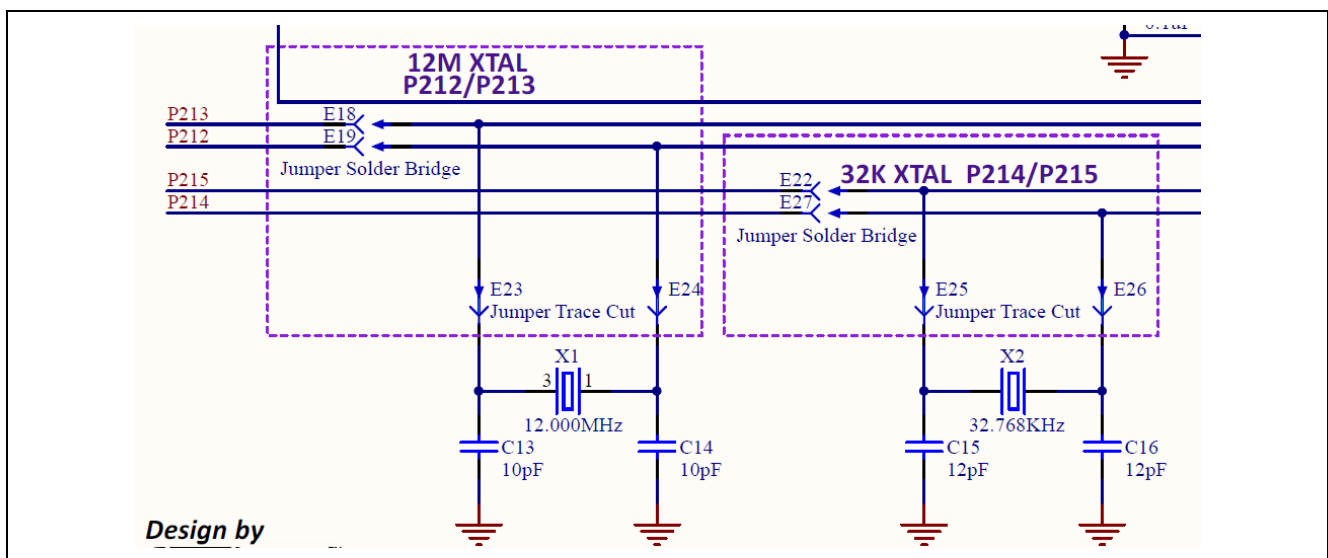 0.1uF
12M XTAL
P212/P213
P213
E18
P212
E19
Jumper Solder Bridge
32K XTAL P214/P215
P215
E22
P214
E27
Jumper Solder Bridge
E23
E24
E25
E26
Jumper Trace Cut
Jumper Trace Cut
X1
X2
3
1
12.000MHz
32.768KHz
C13
C14
C15
C16
10pF
10pF
12pF
12pF
Design by